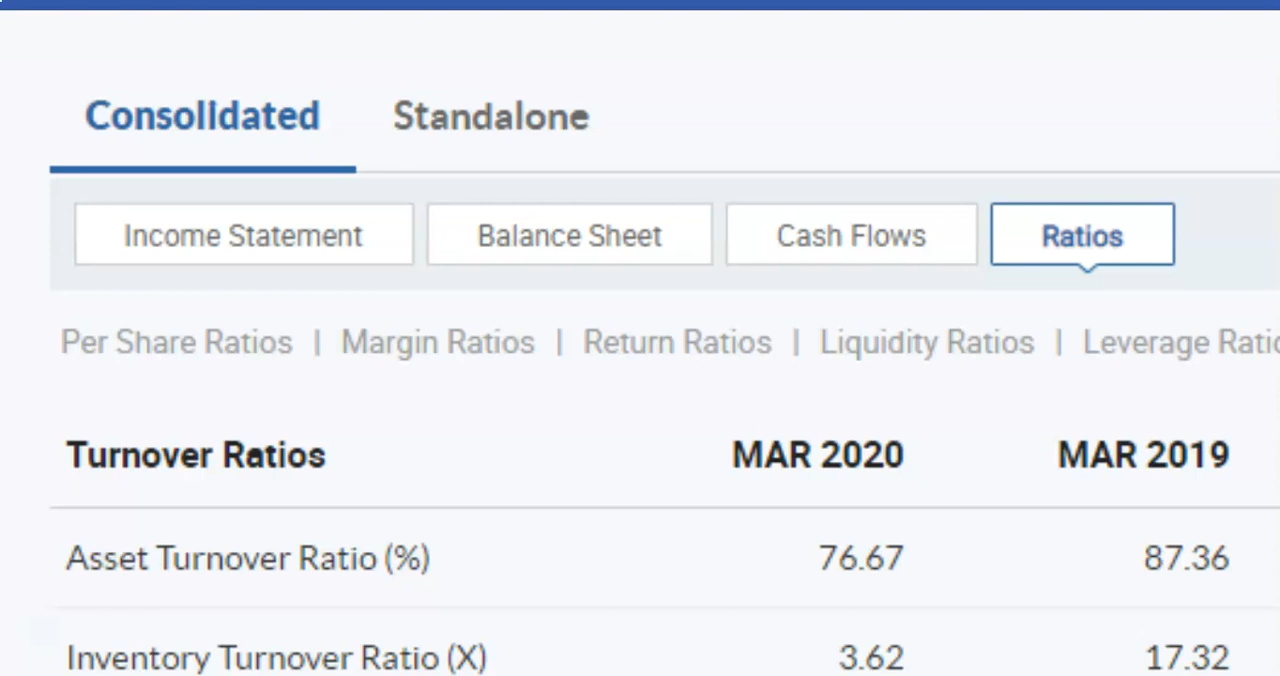 Consolidated Standalone
Income Statement Balance Sheet Cash Flows Ratios
Per Share Ratios | Margin Ratios | Return Ratios | Liquidity Ratios | Leverage Ratio
Turnover Ratios MAR 2020 MAR 2019
Asset Turnover Ratio (%) 76.67 87.36
Inventory Turnover Ratio (X) 3.62 17.32